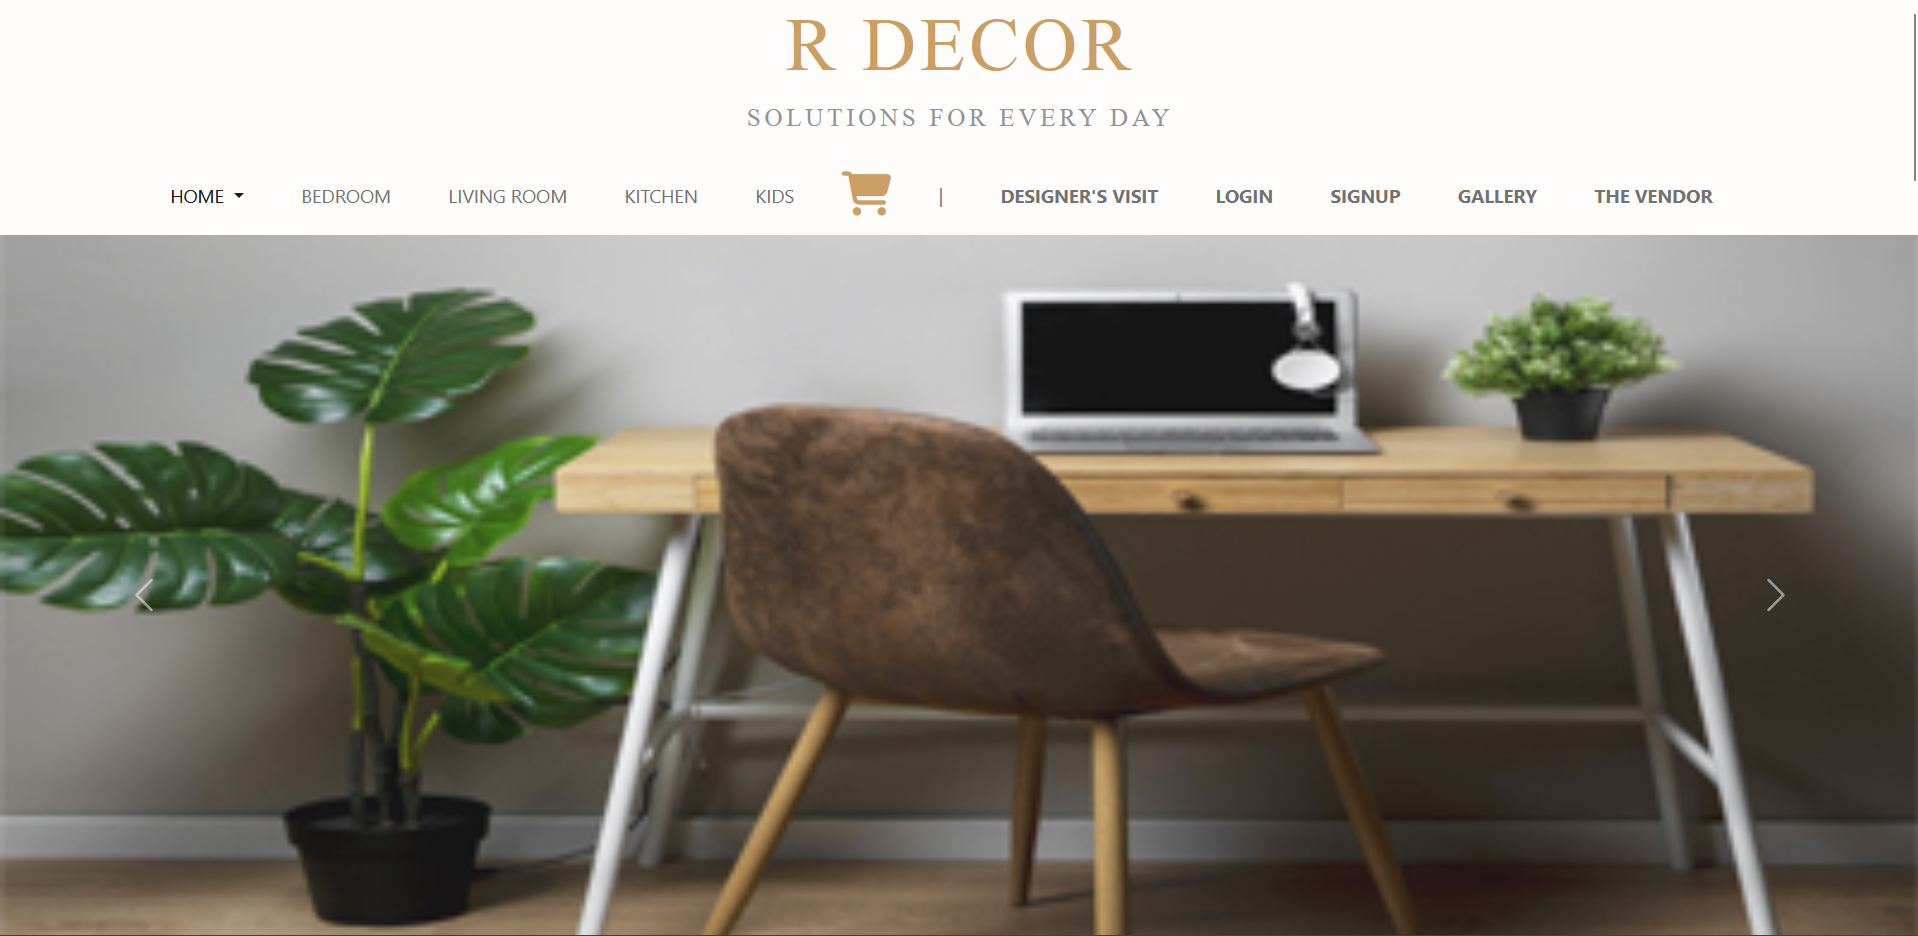 R DECOR
SOLUTIONS FOR EVERY DAY
HOME BEDROOM LIVING ROOM KITCHEN KIDS | DESIGNER'S VISIT LOGIN SIGNUP GALLERY THE VENDOR